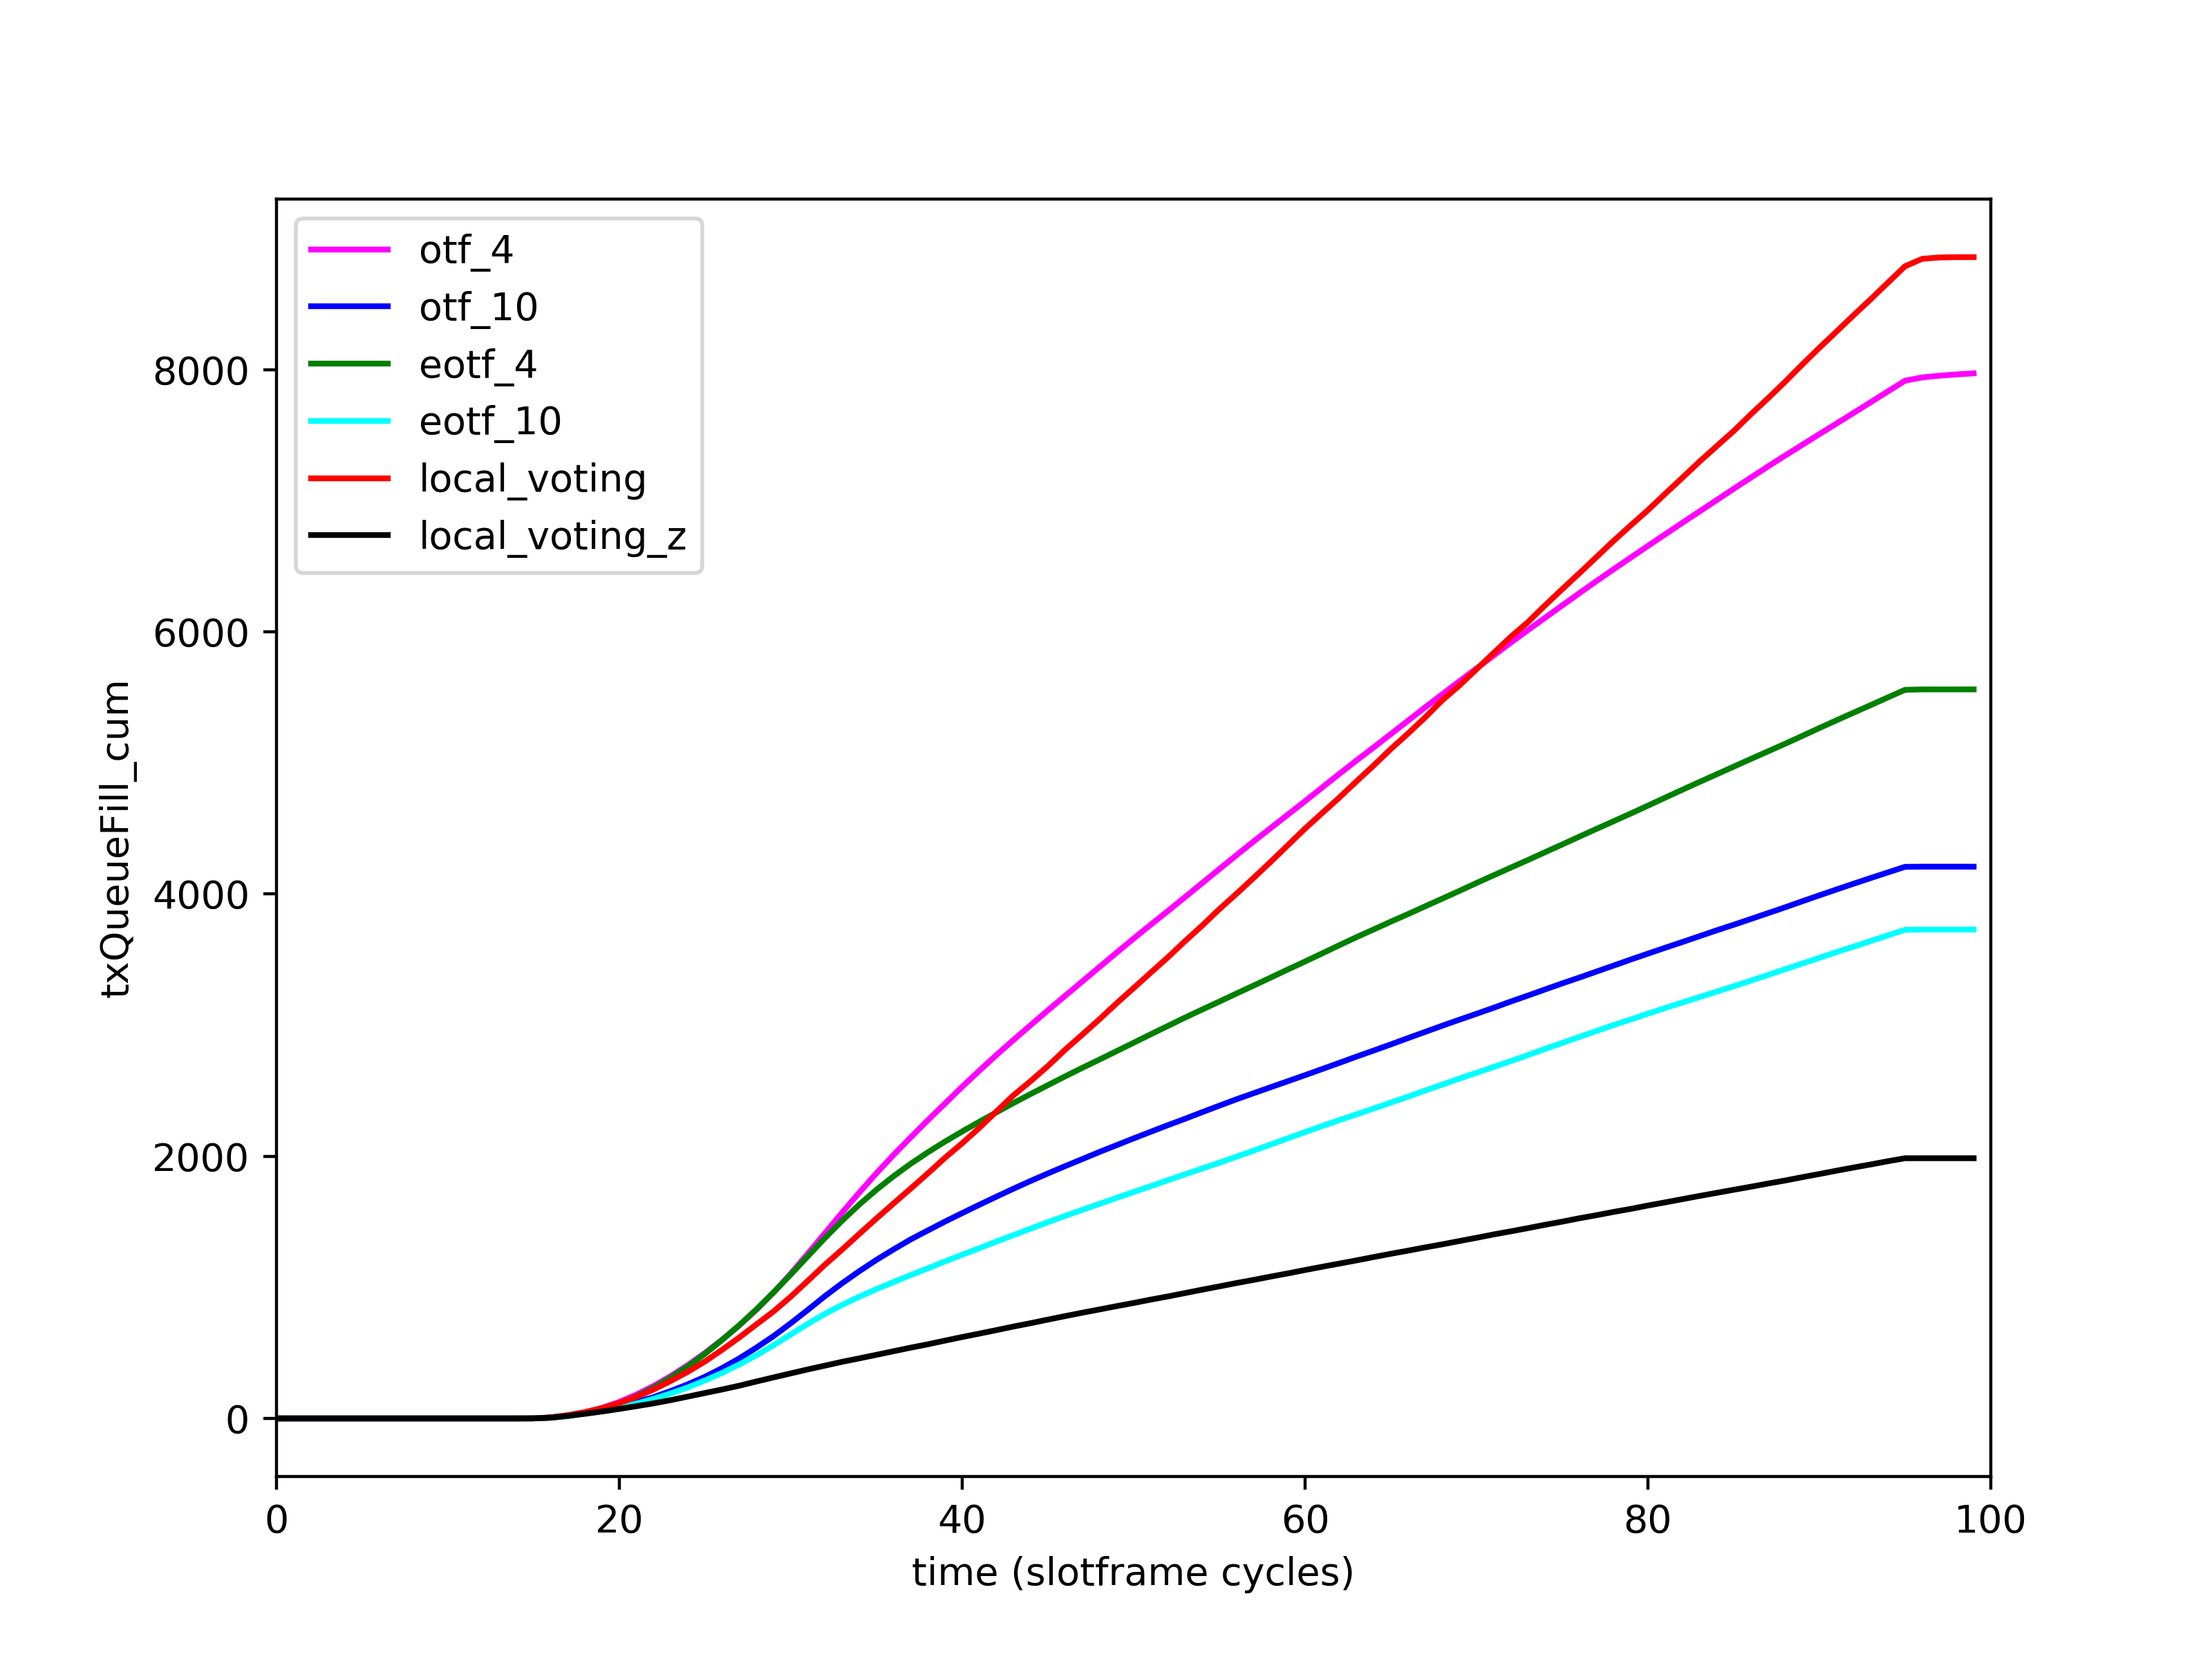 otf_4
otf_10
eotf_4
eotf_10
local_voting
local_voting_z
8000
6000
4000
2000
0
txQueueFill_cum
0 20 40 60 80 100
time (slotframe cycles)